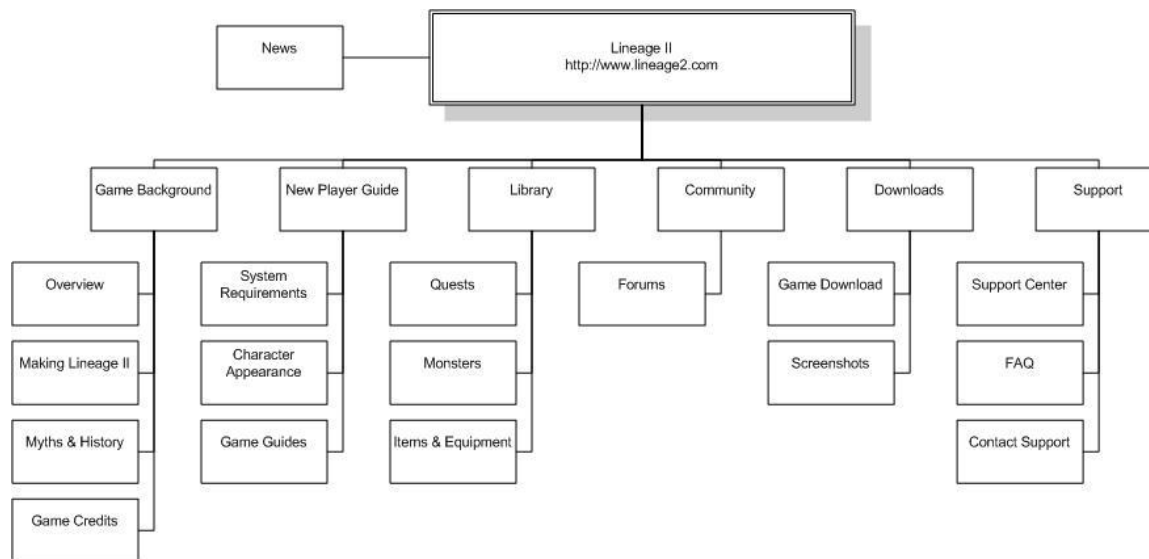 News
Lineage II
http://www.lineage2.com
Game Background
New Player Guide
Library
Community
Downloads
Support
Overview
System
Requirements
Quests
Forums
Game Download
Support Center
Making Lineage II
Character
Appearance
Monsters
Screenshots
FAQ
Myths & History
Game Guides
Items & Equipment
Contact Support
Game Credits